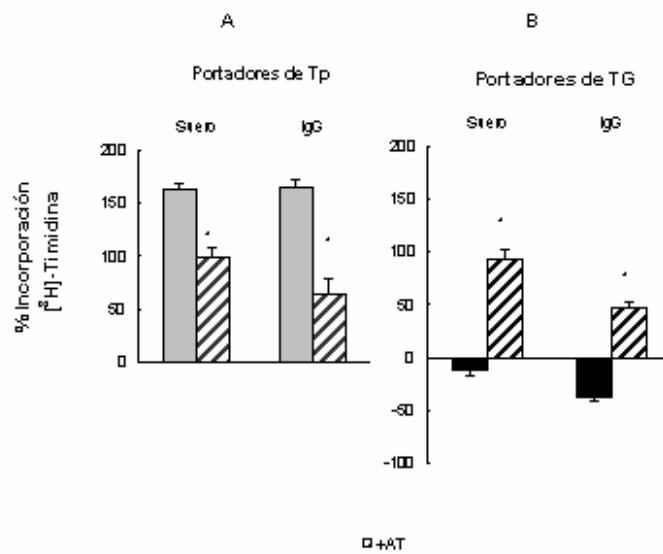 A
B
Portadores de Tp
Portadores de TG
Suero
IgG
Suero
IgG
% Incorporación
[³H]-Timidina
200
150
100
50
0
200
150
100
50
0
-50
-100
+AT